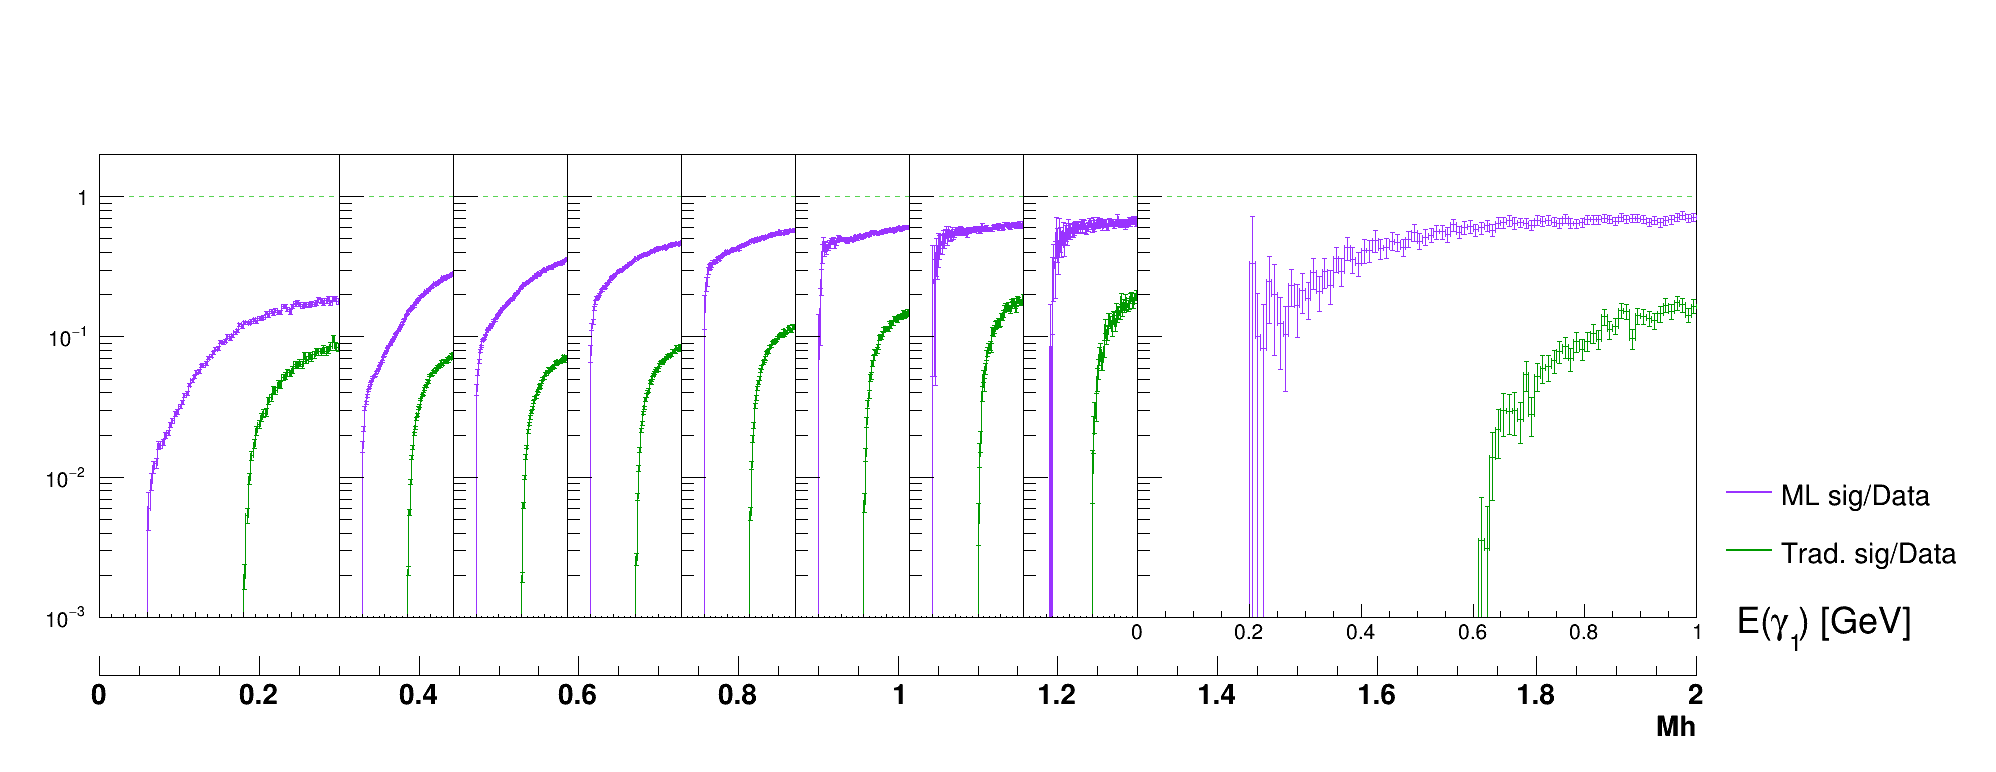 1
10⁻¹
10⁻²
10⁻³
ML sig/Data
Trad. sig/Data
0 0.2 0.4 0.6 0.8 1
E(γ₁) [GeV]
0 0.2 0.4 0.6 0.8 1 1.2 1.4 1.6 1.8 2
Mh